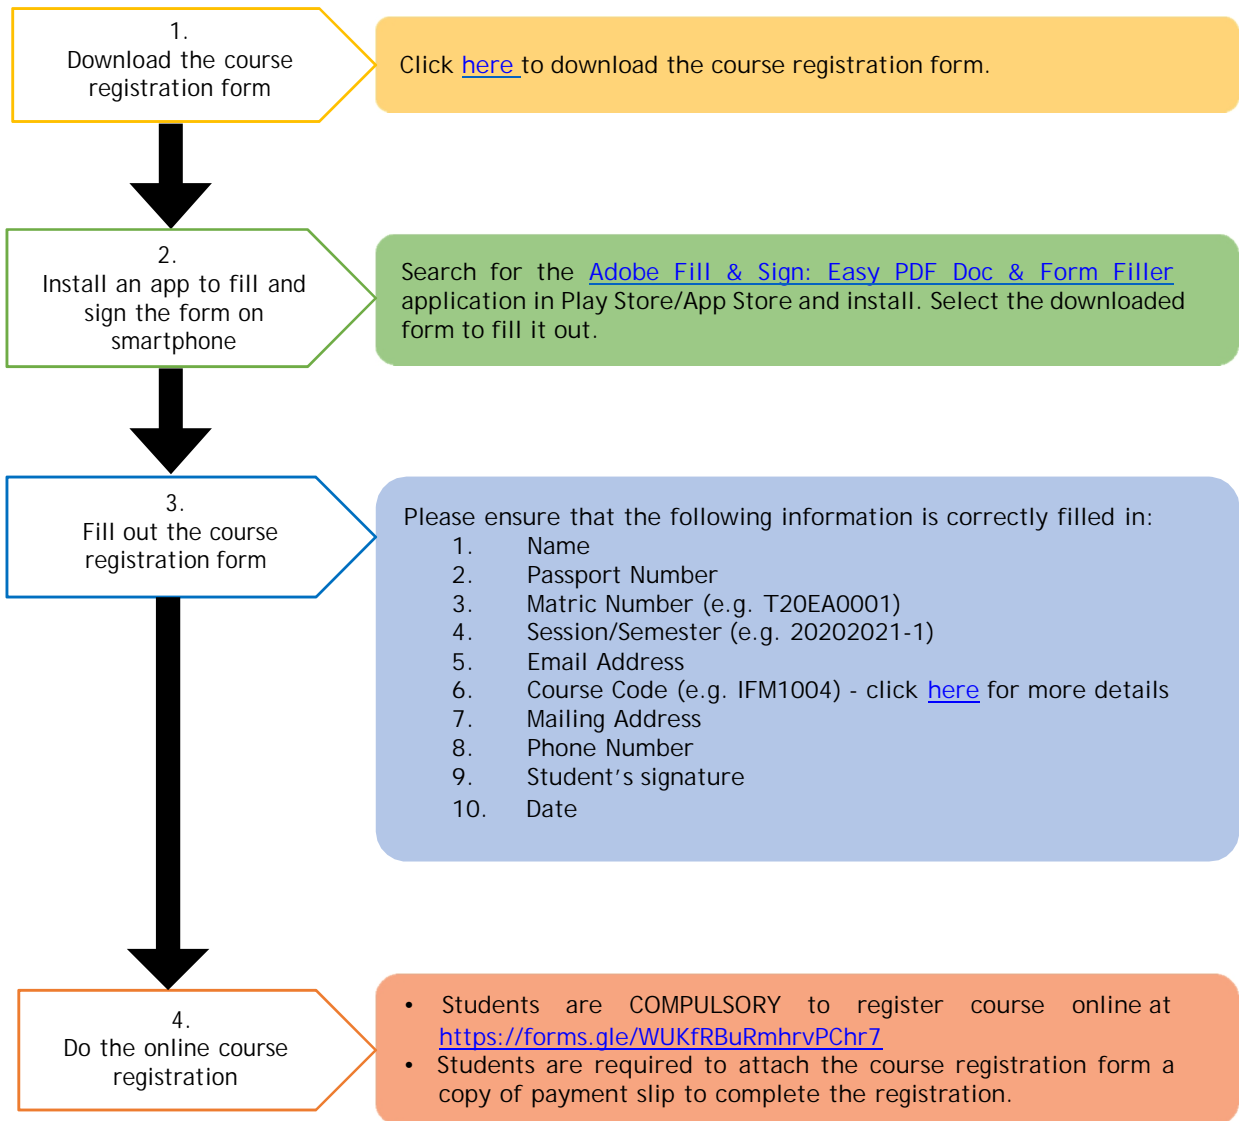 1.
Download the course
registration form
Click here to download the course registration form.
2.
Install an app to fill and
sign the form on
smartphone
Search for the Adobe Fill & Sign: Easy PDF Doc & Form Filler
application in Play Store/App Store and install. Select the downloaded
form to fill it out.
3.
Fill out the course
registration form
Please ensure that the following information is correctly filled in:
1. Name
2. Passport Number
3. Matric Number (e.g. T20EA0001)
4. Session/Semester (e.g. 20202021-1)
5. Email Address
6. Course Code (e.g. IFM1004) - click here for more details
7. Mailing Address
8. Phone Number
9. Student's signature
10. Date
4.
Do the online course
registration
• Students are COMPULSORY to register course online at
https://forms.gle/WUKfRBuRmhrvPChr7
• Students are required to attach the course registration form a
copy of payment slip to complete the registration.